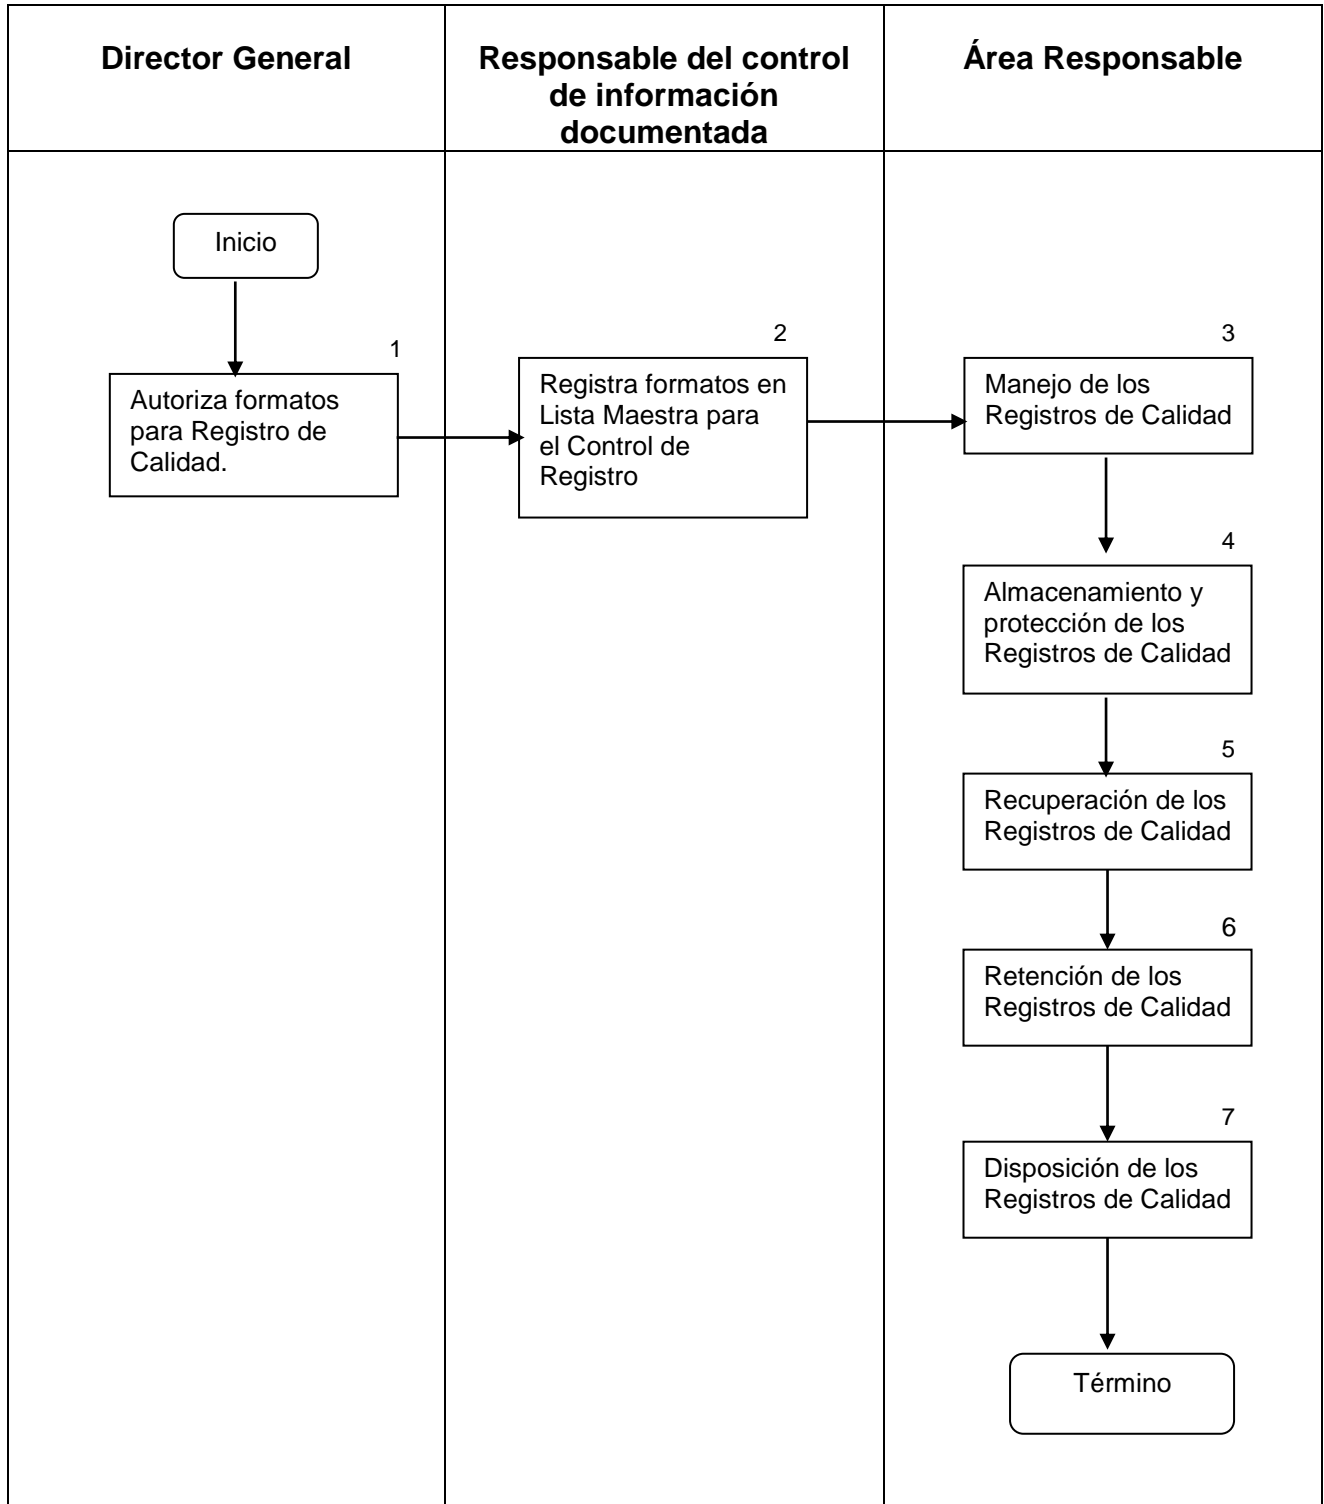 Director General
Responsable del control
de información
documentada
Área Responsable
Inicio
1
Autoriza formatos
para Registro de
Calidad.
2
Registra formatos en
Lista Maestra para
el Control de
Registro
3
Manejo de los
Registros de Calidad
4
Almacenamiento y
protección de los
Registros de Calidad
5
Recuperación de los
Registros de Calidad
6
Retención de los
Registros de Calidad
7
Disposición de los
Registros de Calidad
Término